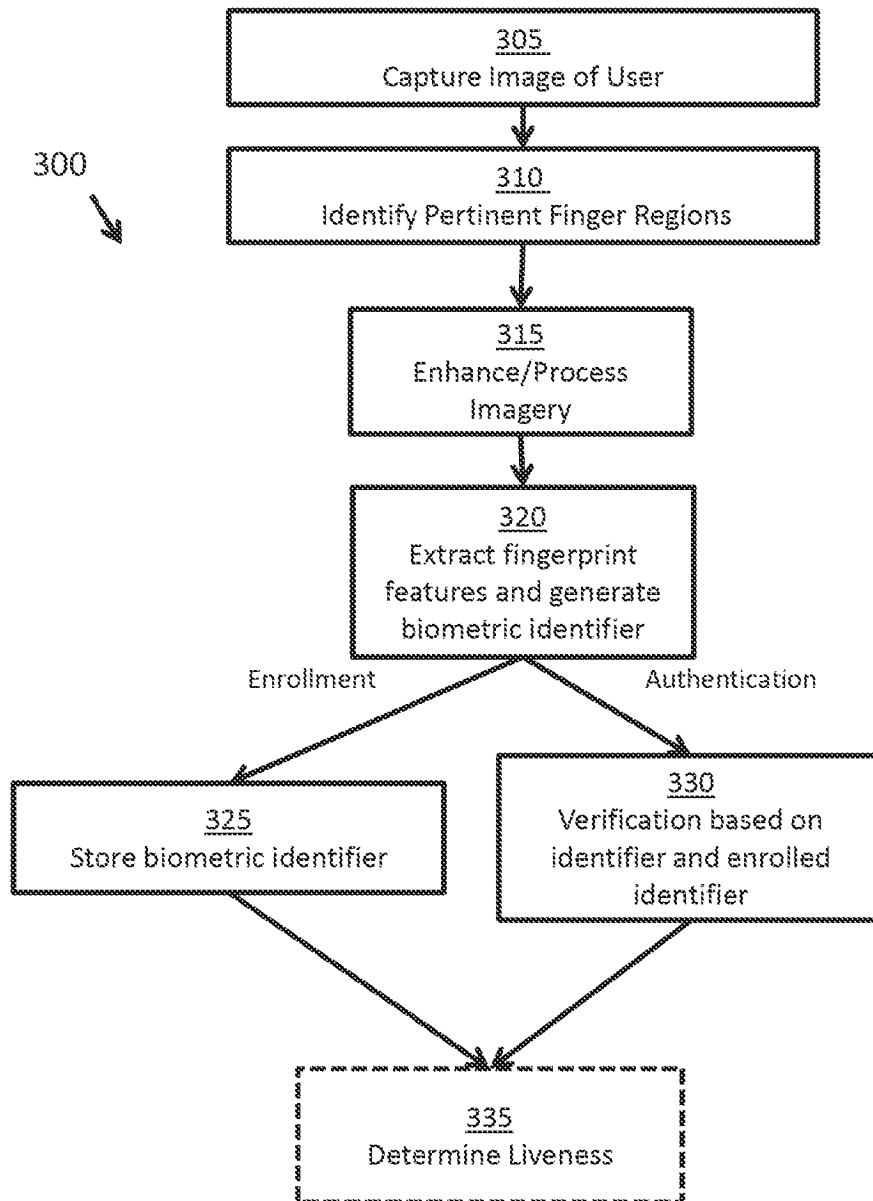 305
Capture Image of User
300
310
Identify Pertinent Finger Regions
315
Enhance/Process
Imagery
320
Extract fingerprint
features and generate
biometric identifier
Enrollment
Authentication
325
Store biometric identifier
330
Verification based on
identifier and enrolled
identifier
335
Determine Liveness